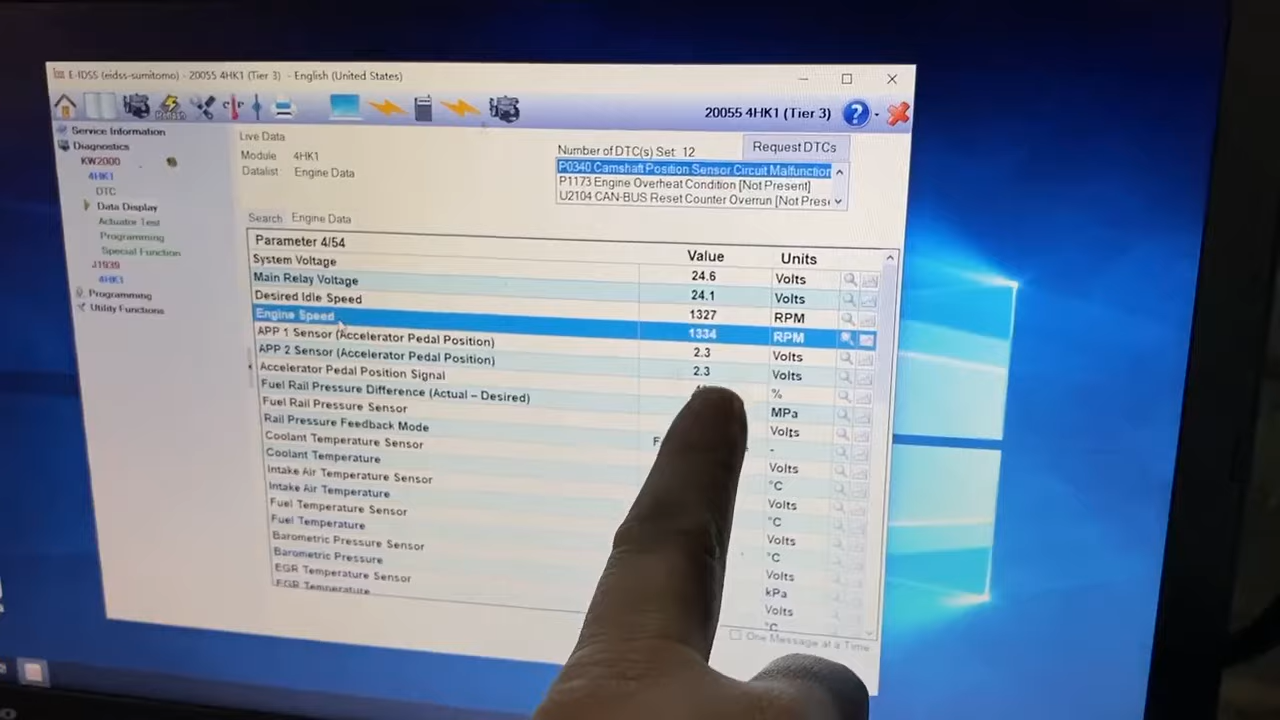 E-IDSS (eidss-sumitomo) - 20055 4HK1 (Tier 3) - English (United States)
20055 4HK1 (Tier 3)
Service Information
Diagnostics
KW2000
4HK1
DTC
Data Display
Actuator Test
Programming
Special Function
J1939
4HK1
Programming
Utility Functions
Live Data
Module 4HK1
Datalist: Engine Data
Number of DTC(s) Set 12
Request DTCs
P0340 Camshaft Position Sensor Circuit Malfunction
P1173 Engine Overheat Condition [Not Present]
U2104 CAN-BUS Reset Counter Overrun [Not Prese
Search Engine Data
Parameter 4/54 Value Units
System Voltage 24.6 Volts
Main Relay Voltage 24.1 Volts
Desired Idle Speed 1327 RPM
Engine Speed 1334 RPM
APP 1 Sensor (Accelerator Pedal Position) 2.3 Volts
APP 2 Sensor (Accelerator Pedal Position) 2.3 Volts
Accelerator Pedal Position Signal %
Fuel Rail Pressure Difference (Actual – Desired) MPa
Fuel Rail Pressure Sensor Volts
Rail Pressure Feedback Mode -
Coolant Temperature Sensor Volts
Coolant Temperature °C
Intake Air Temperature Sensor Volts
Intake Air Temperature °C
Fuel Temperature Sensor Volts
Fuel Temperature °C
Barometric Pressure Sensor Volts
Barometric Pressure kPa
EGR Temperature Sensor Volts
EGR Temperature °C
One Message at a Time